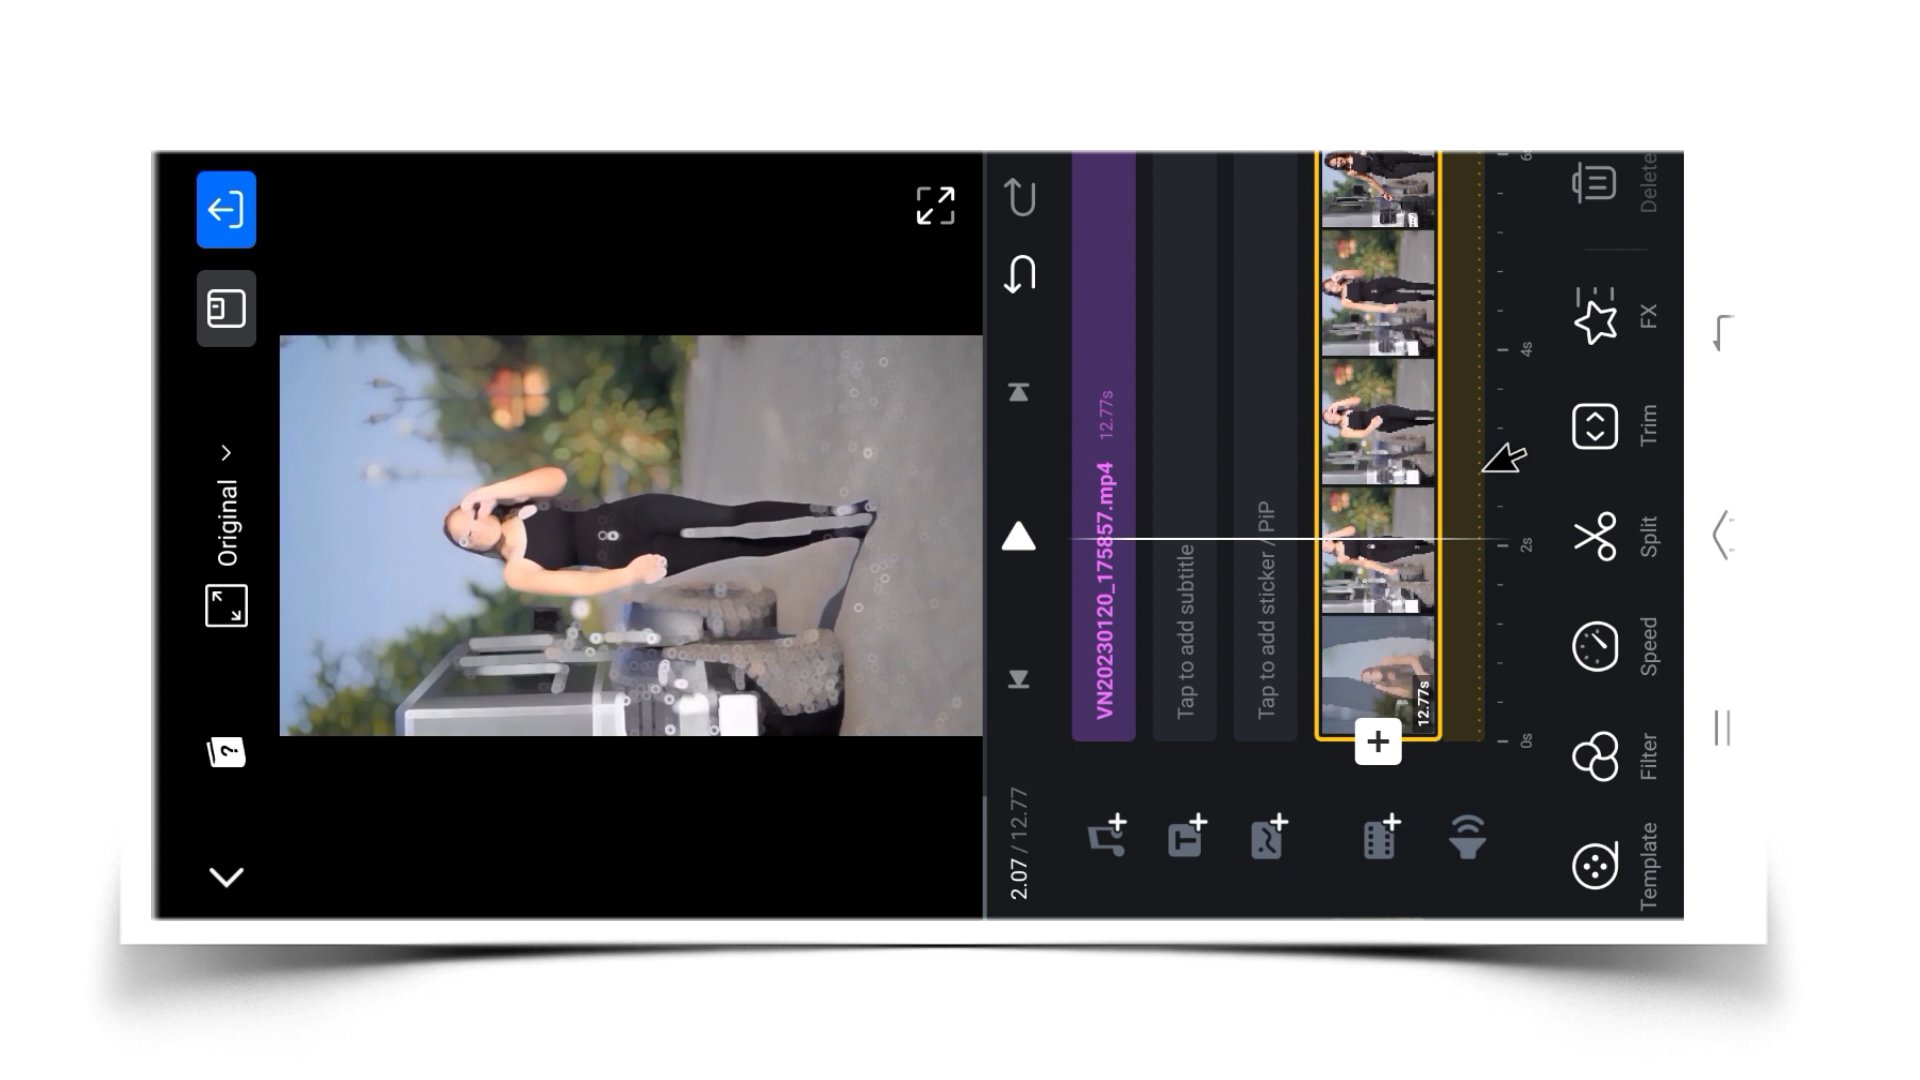 Original
?
2.07 / 12.77
VN20230120_175857.mp4 12.77s
Tap to add subtitle
Tap to add sticker / PiP
12.77s
0s
2s
4s
Template
Filter
Speed
Split
Trim
FX
Delete